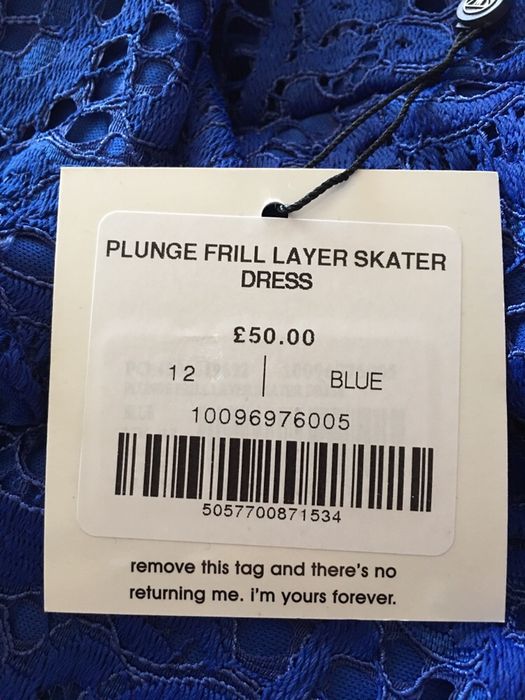 PLUNGE FRILL LAYER SKATER
DRESS
£50.00
12 | BLUE
10096976005
5057700871534
remove this tag and there's no
returning me. i'm yours forever.